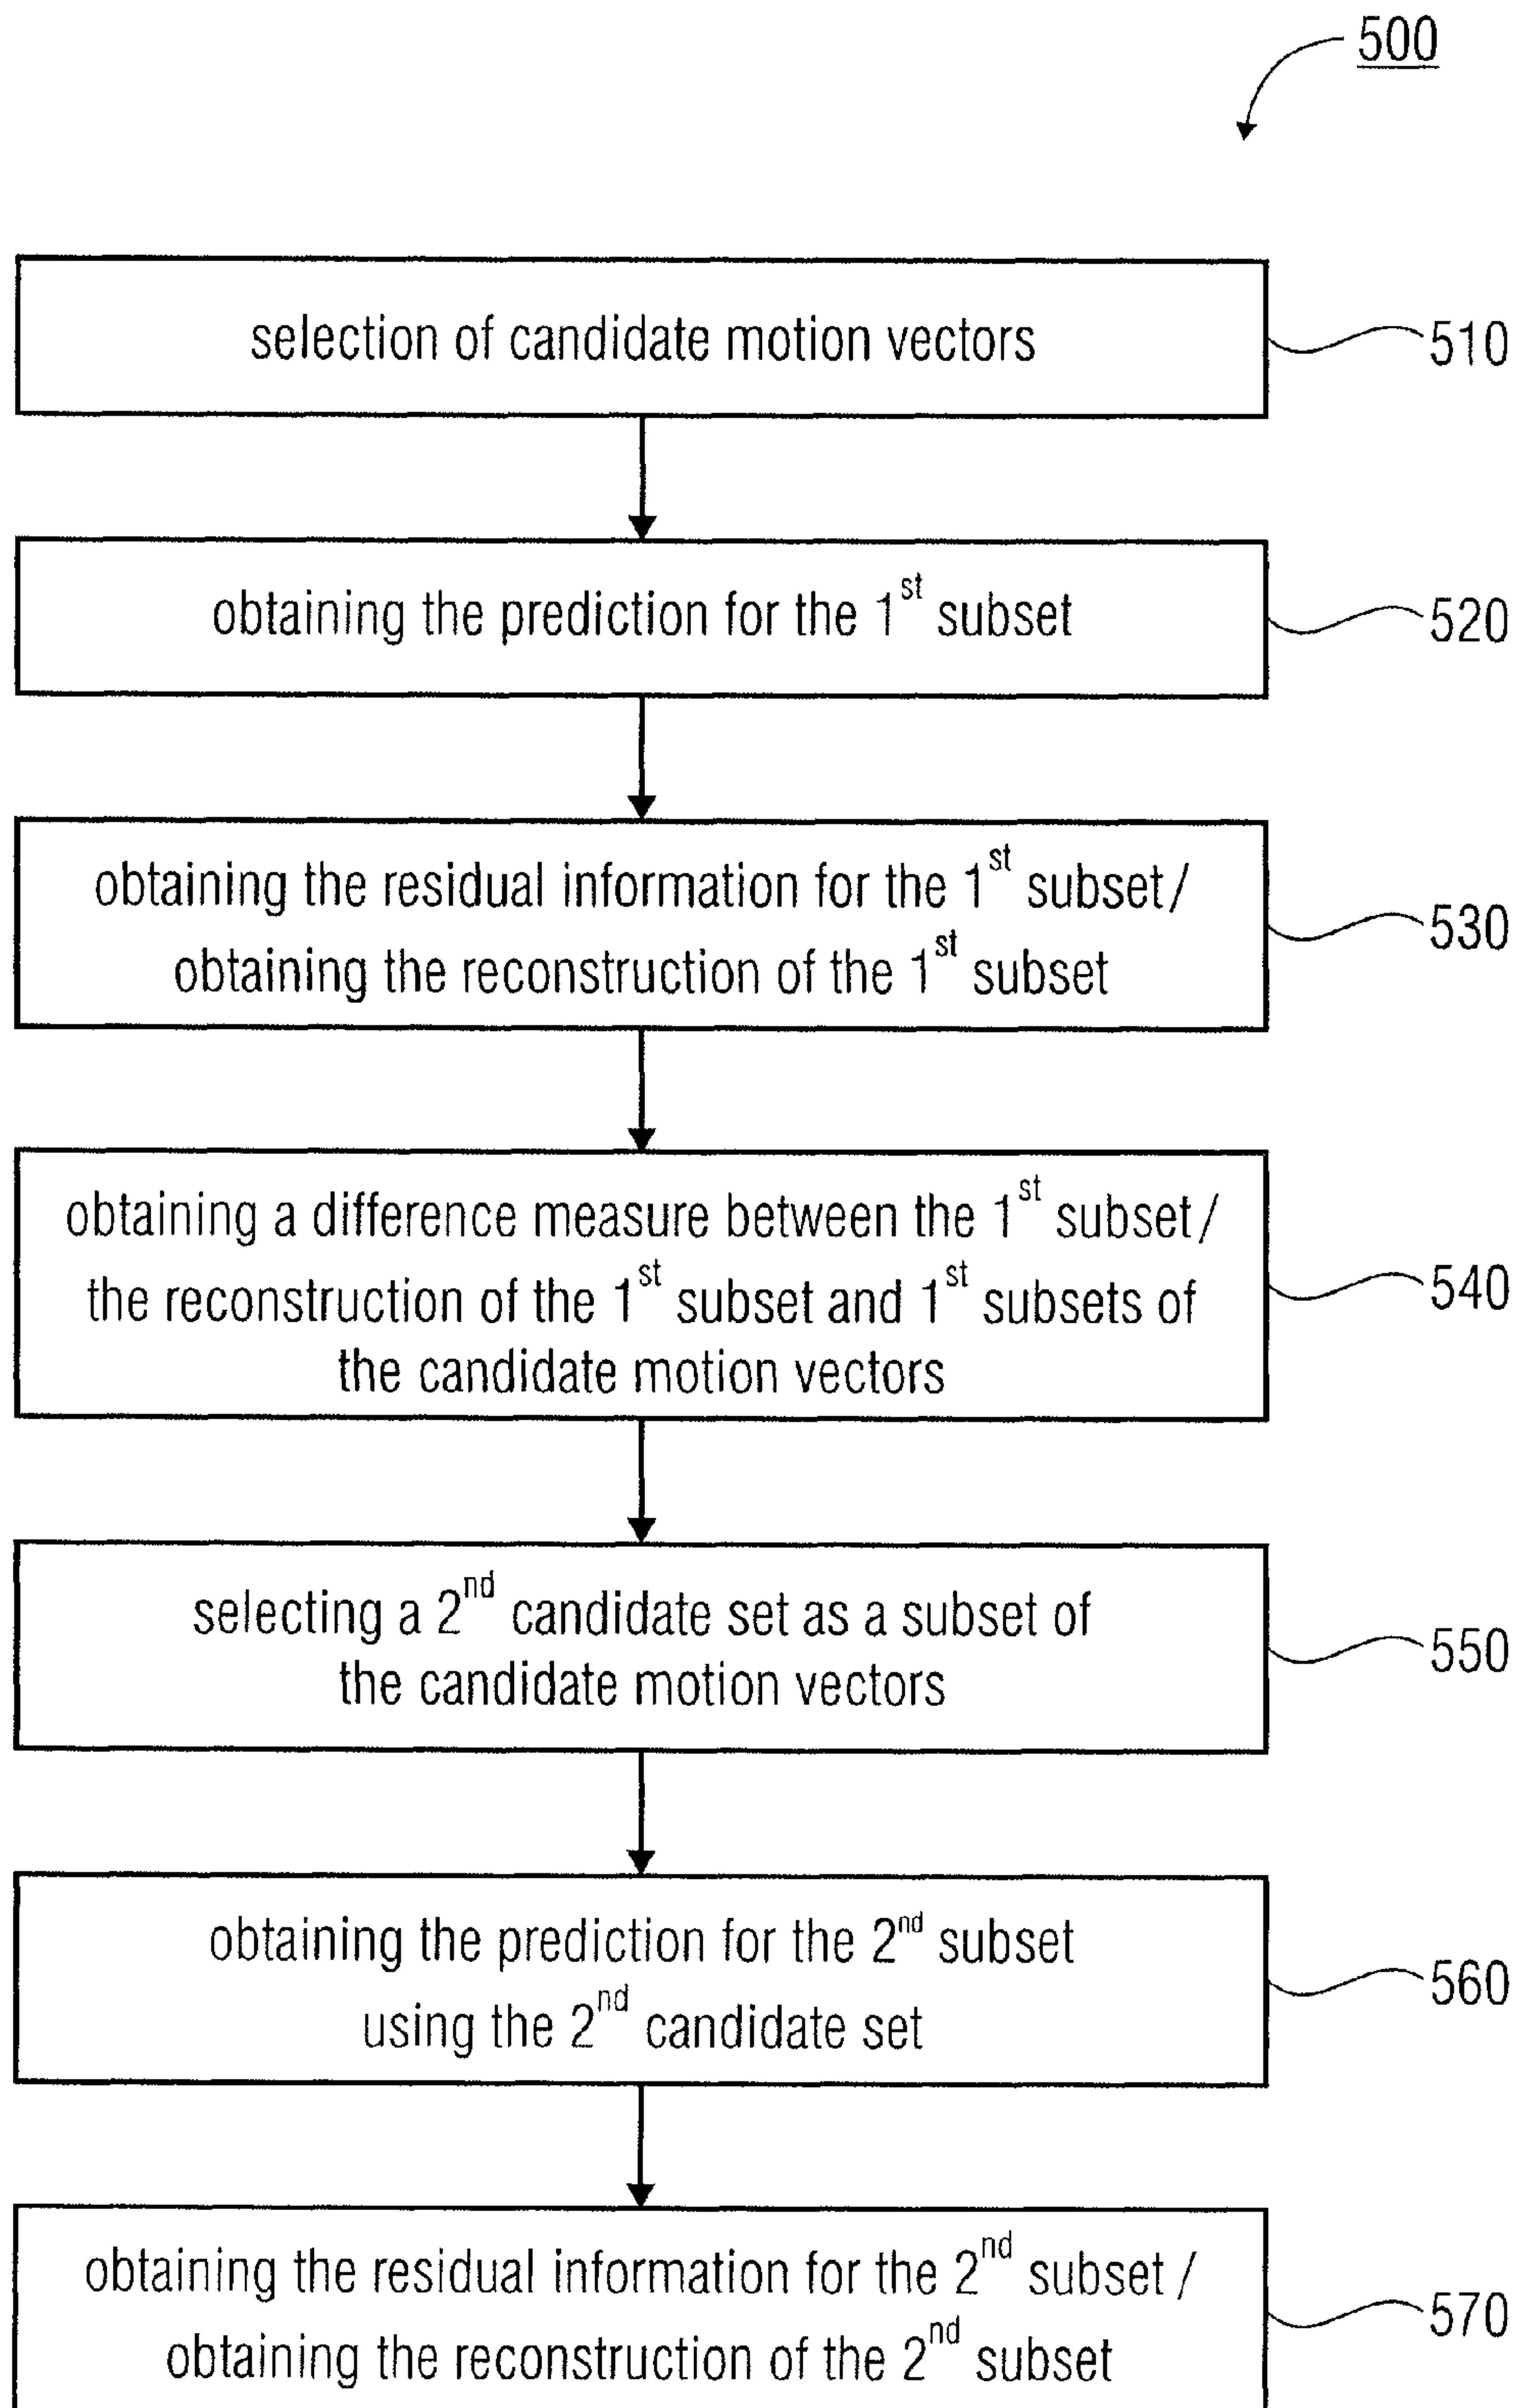 500
selection of candidate motion vectors
510
obtaining the prediction for the 1st subset
520
obtaining the residual information for the 1st subset/
obtaining the reconstruction of the 1st subset
530
obtaining a difference measure between the 1st subset/
the reconstruction of the 1st subset and 1st subsets of
the candidate motion vectors
540
selecting a 2nd candidate set as a subset of
the candidate motion vectors
550
obtaining the prediction for the 2nd subset
using the 2nd candidate set
560
obtaining the residual information for the 2nd subset/
obtaining the reconstruction of the 2nd subset
570